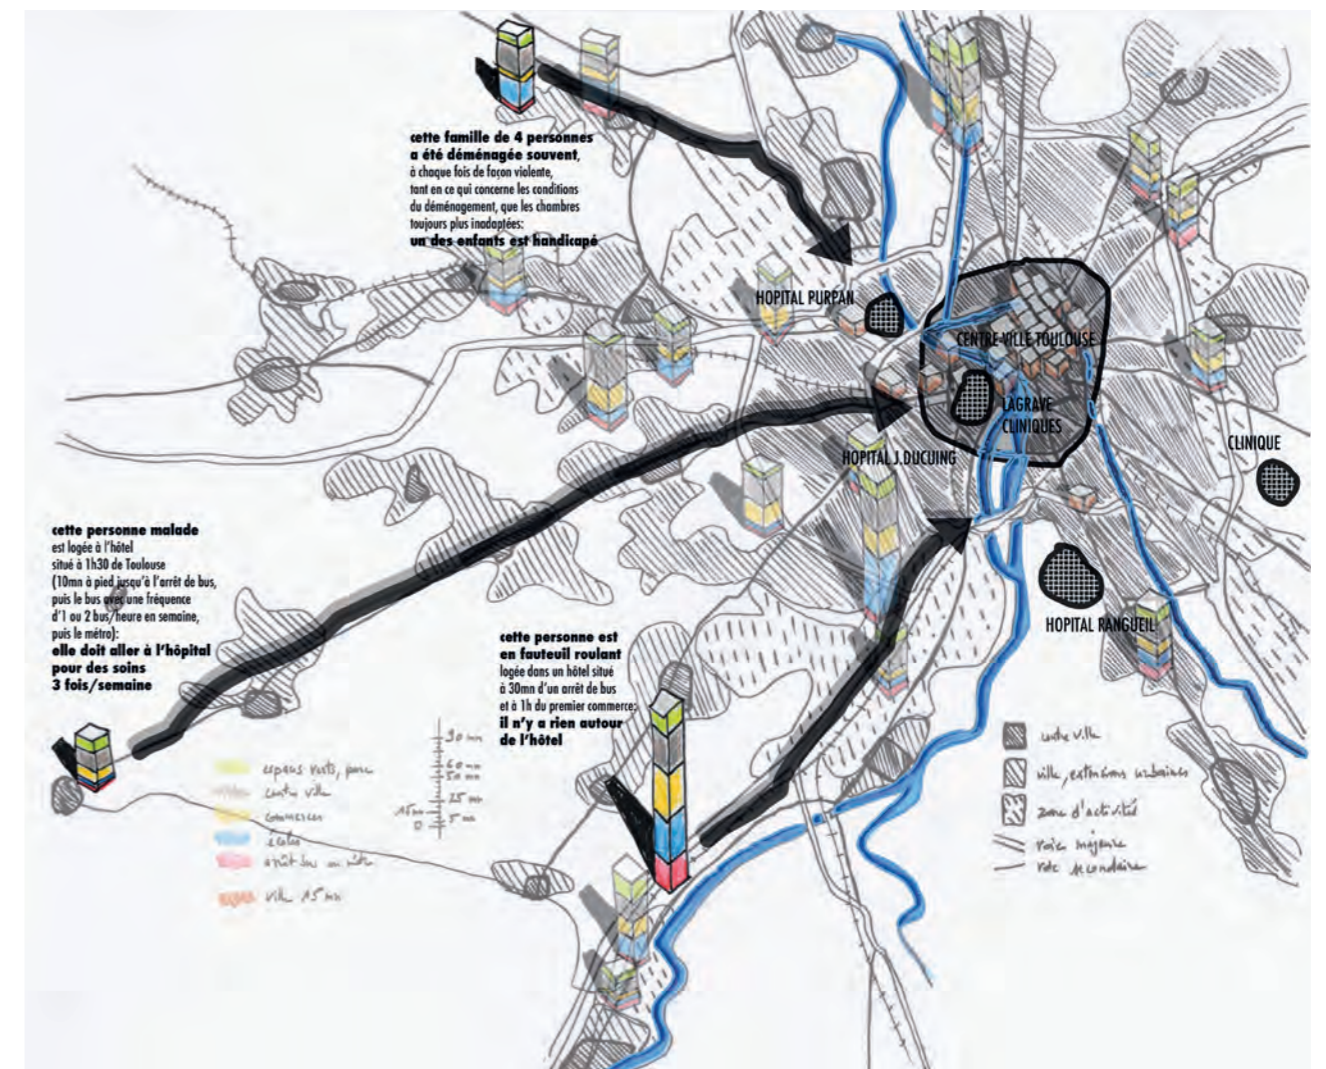 cette famille de 4 personnes
a été déménagée souvent,
à chaque fois de façon violente,
tant en ce qui concerne les conditions
du déménagement, que les chambres
toujours plus inadaptées:
un des enfants est handicapé
HOPITAL PURPAN
CENTRE-VILLE TOULOUSE
LAGRAVE
CLINIQUES
HOPITAL J.DUCUING
CLINIQUE
HOPITAL RANGUEIL
cette personne malade
est logée à l'hôtel
situé à 1h30 de Toulouse
(10mn à pied jusqu'à l'arrêt de bus,
puis le bus avec une fréquence
d'1 ou 2 bus/heure en semaine,
puis le métro):
elle doit aller à l'hôpital
pour des soins
3 fois/semaine
cette personne est
en fauteuil roulant
logée dans un hôtel situé
à 30mn d'un arrêt de bus
et à 1h du premier commerce:
il n'y a rien autour
de l'hôtel
espaces verts, parc
centre ville
commerces
écoles
ville 15 mn
90 mn
60 mn
50 mn
25 mn
15 mn
5 mn
0
centre ville
ville, extensions urbaines
zone d'activités
voie majeure
voie secondaire